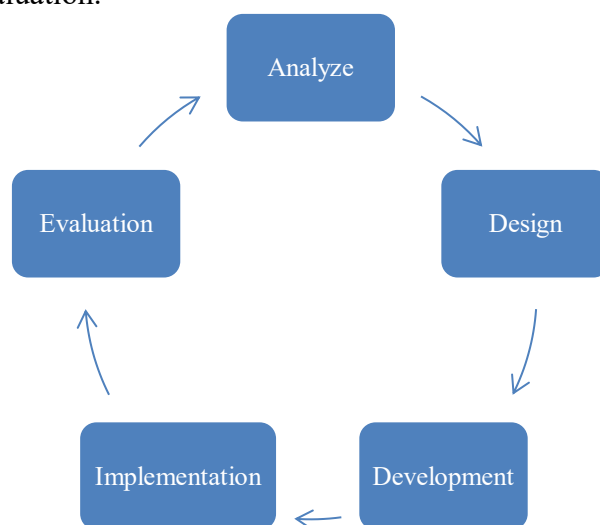 Analyze
Design
Evaluation
Implementation
Development